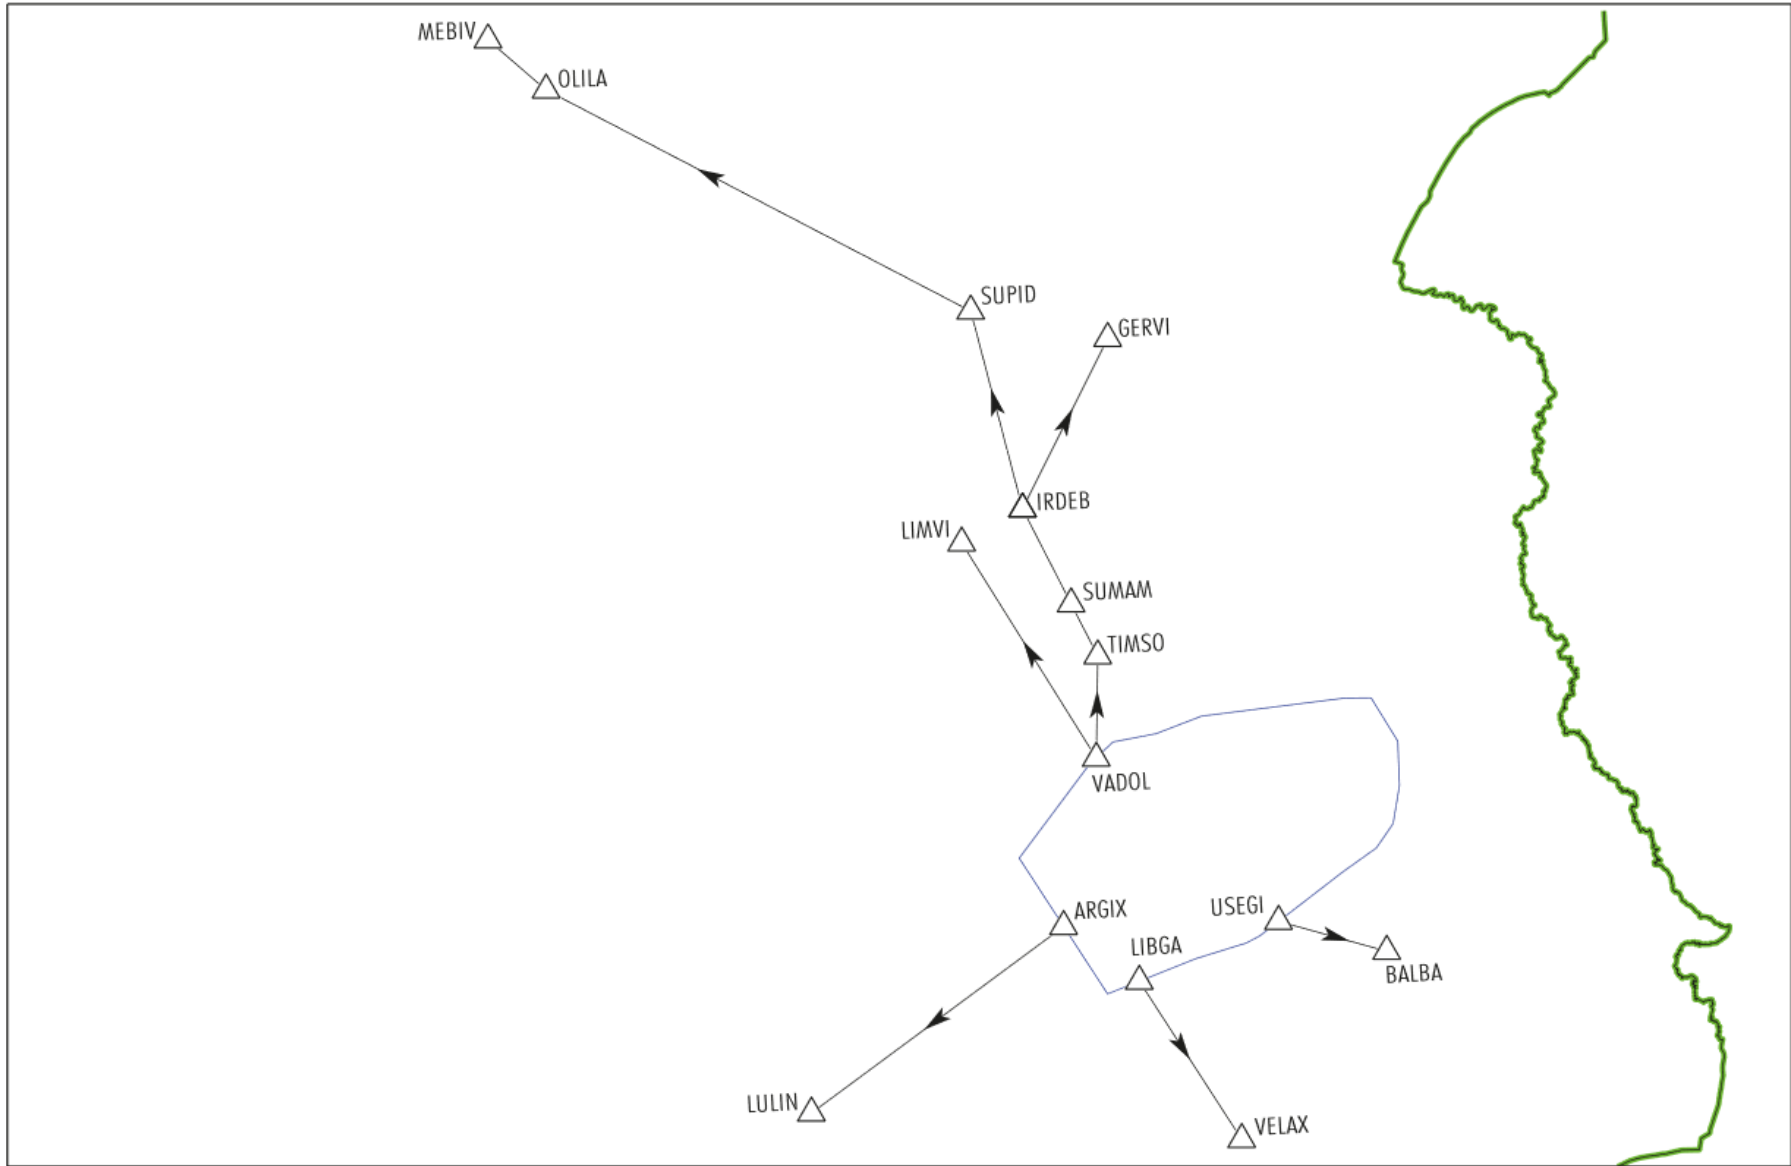 MEBIV
OLILA
SUPID
GERVI
IRDEB
LIMVI
SUMAM
TIMSO
VADOL
USEGI
ARGIX
LIBGA
BALBA
LULIN
VELAX